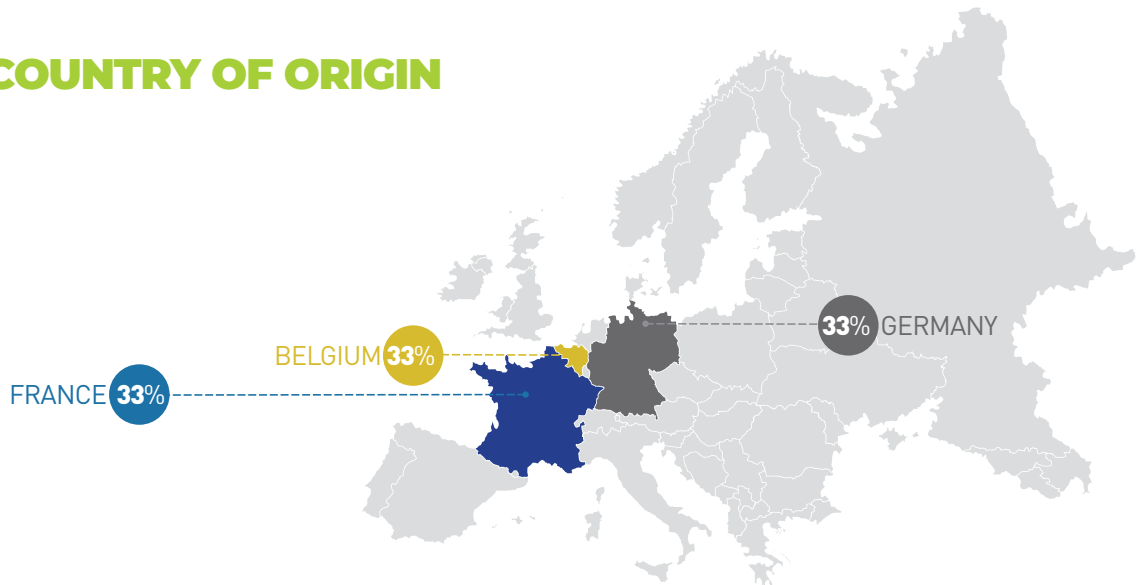 COUNTRY OF ORIGIN
33% GERMANY
BELGIUM 33%
FRANCE 33%